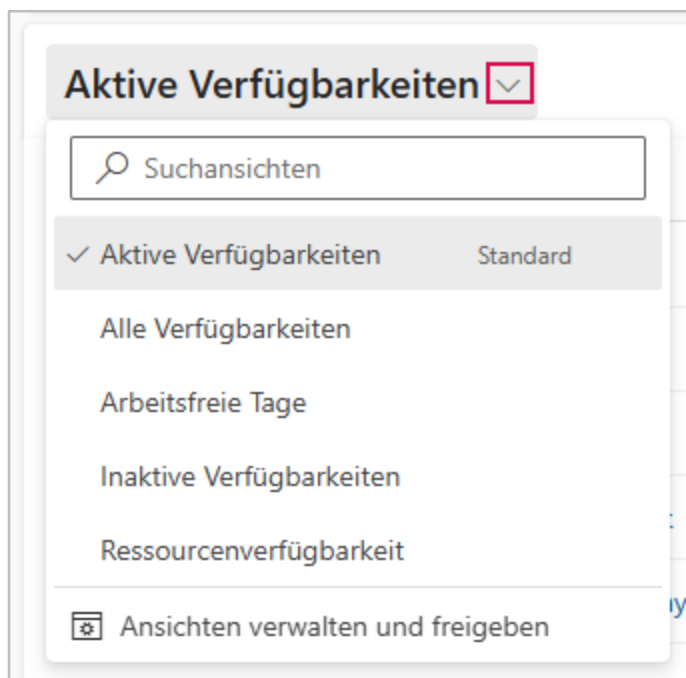 Aktive Verfügbarkeiten
Suchansichten
Aktive Verfügbarkeiten Standard
Alle Verfügbarkeiten
Arbeitsfreie Tage
Inaktive Verfügbarkeiten
Ressourcenverfügbarkeit
Ansichten verwalten und freigeben